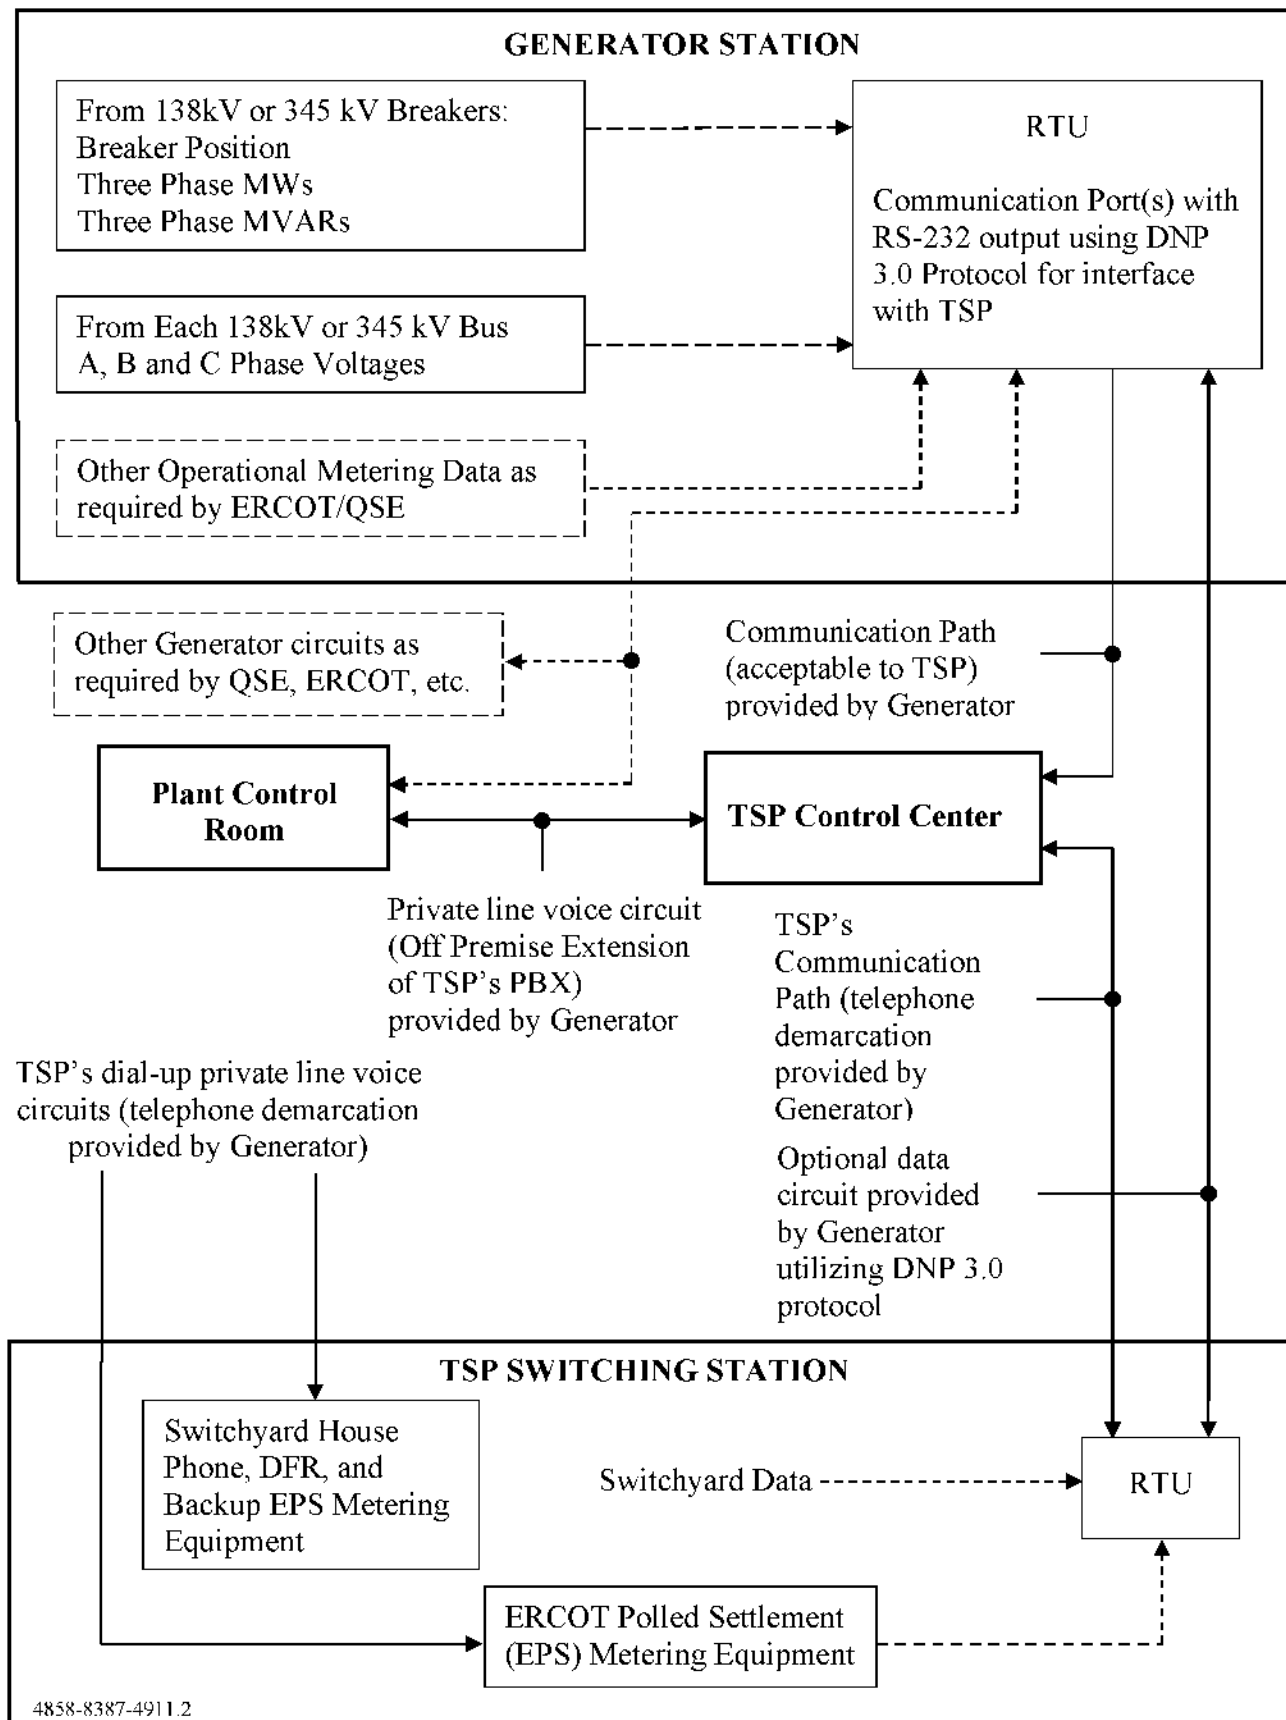 GENERATOR STATION
From 138kV or 345 kV Breakers:
Breaker Position
Three Phase MWs
Three Phase MVARs
RTU
Communication Port(s) with
RS-232 output using DNP
3.0 Protocol for interface
with TSP
From Each 138kV or 345 kV Bus
A, B and C Phase Voltages
Other Operational Metering Data as
required by ERCOT/QSE
Other Generator circuits as
required by QSE, ERCOT, etc.
Communication Path
(acceptable to TSP)
provided by Generator
Plant Control
Room
TSP Control Center
Private line voice circuit
(Off Premise Extension
of TSP's PBX)
provided by Generator
TSP's
Communication
Path (telephone
demarcation
provided by
Generator)
TSP's dial-up private line voice
circuits (telephone demarcation
provided by Generator)
Optional data
circuit provided
by Generator
utilizing DNP 3.0
protocol
TSP SWITCHING STATION
Switchyard House
Phone, DFR, and
Backup EPS Metering
Equipment
Switchyard Data
RTU
ERCOT Polled Settlement
(EPS) Metering Equipment
4858-8387-4911.2